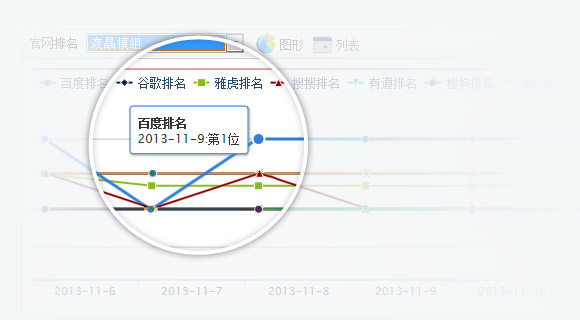 官网排名 液晶模组 图形 列表
百度排名 谷歌排名 雅虎排名 搜搜排名 有道排名 搜狗排名
百度排名
2013-11-9:第1位
2013-11-6 2013-11-7 2013-11-8 2013-11-9 2013-11-10